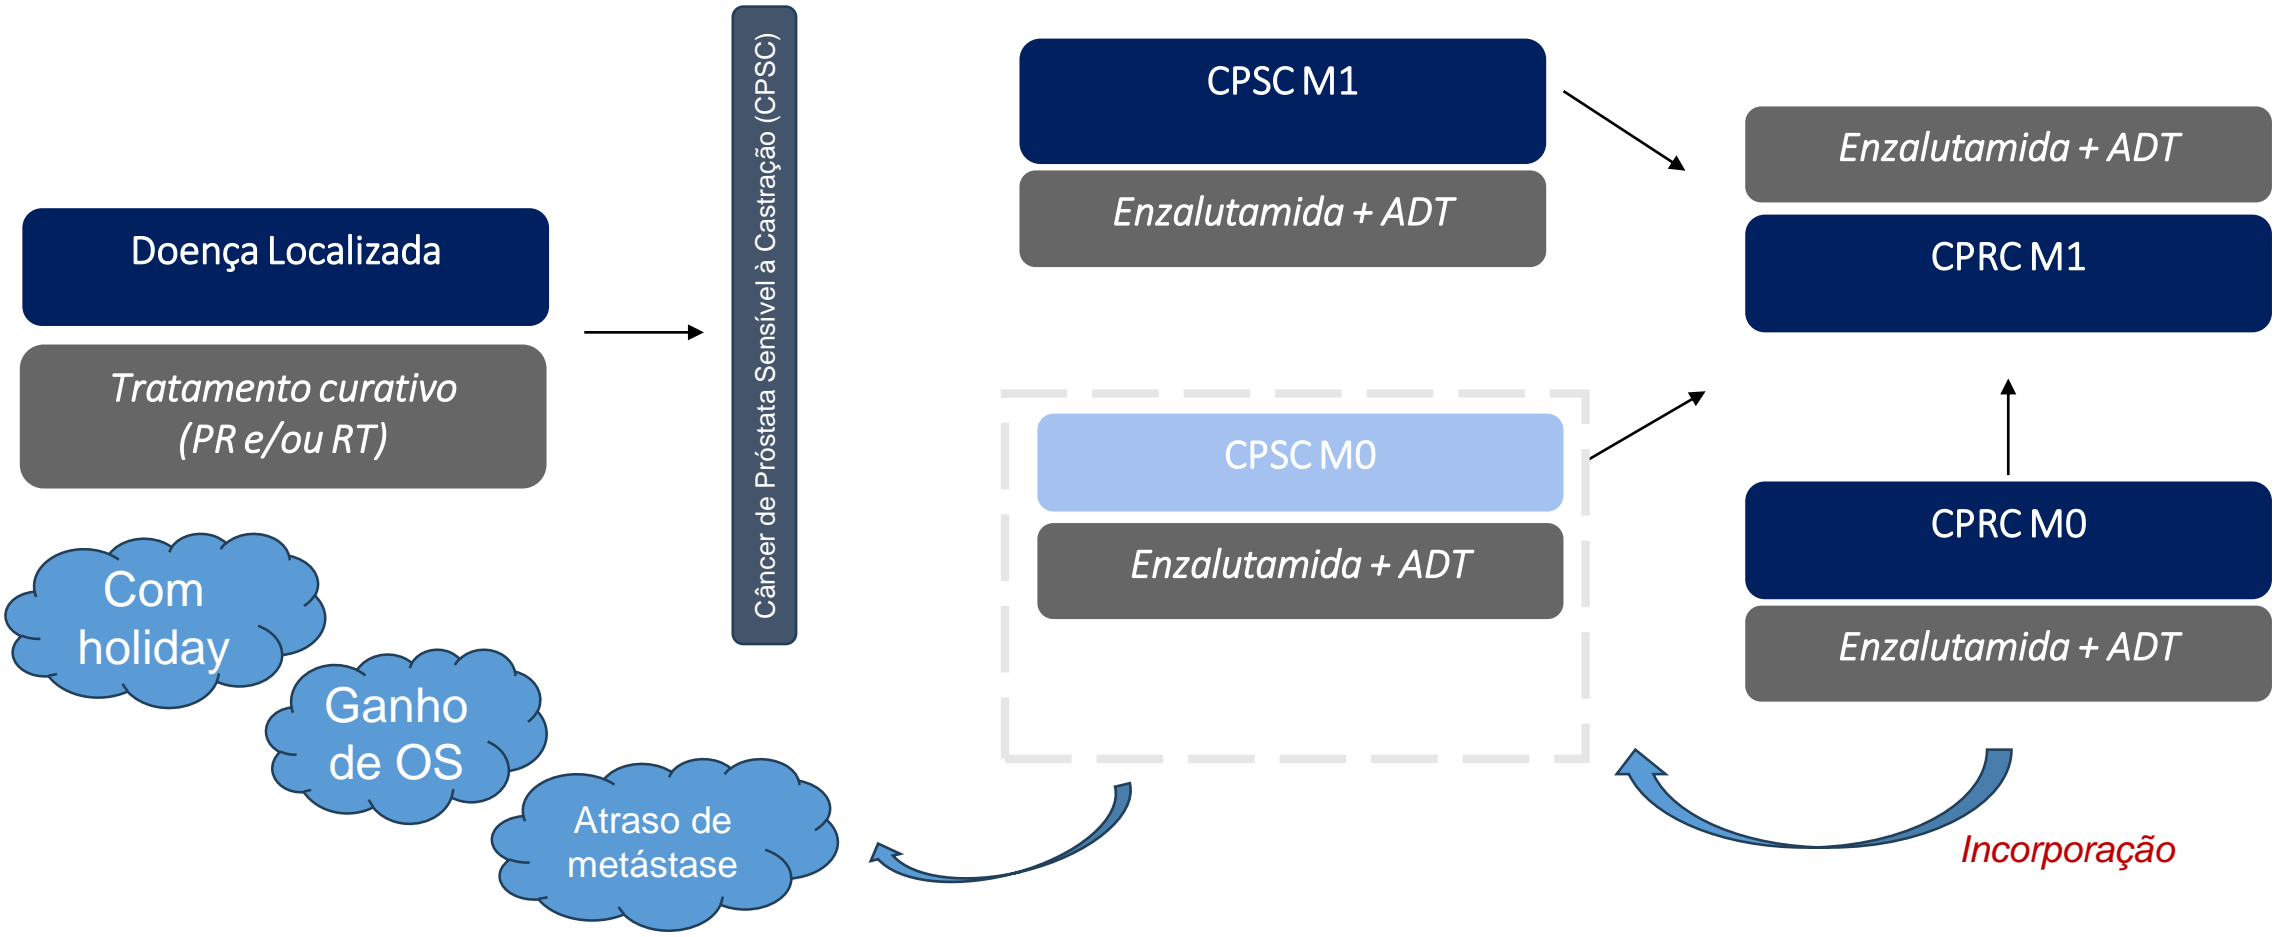 Doença Localizada
Tratamento curativo
(PR e/ou RT)
Com
holiday
Ganho
de OS
Atraso de
metástase
Câncer de Próstata Sensível à Castração (CPSC)
CPSC M1
Enzalutamida + ADT
CPSC M0
Enzalutamida + ADT
Enzalutamida + ADT
CPRC M1
CPRC M0
Enzalutamida + ADT
Incorporação